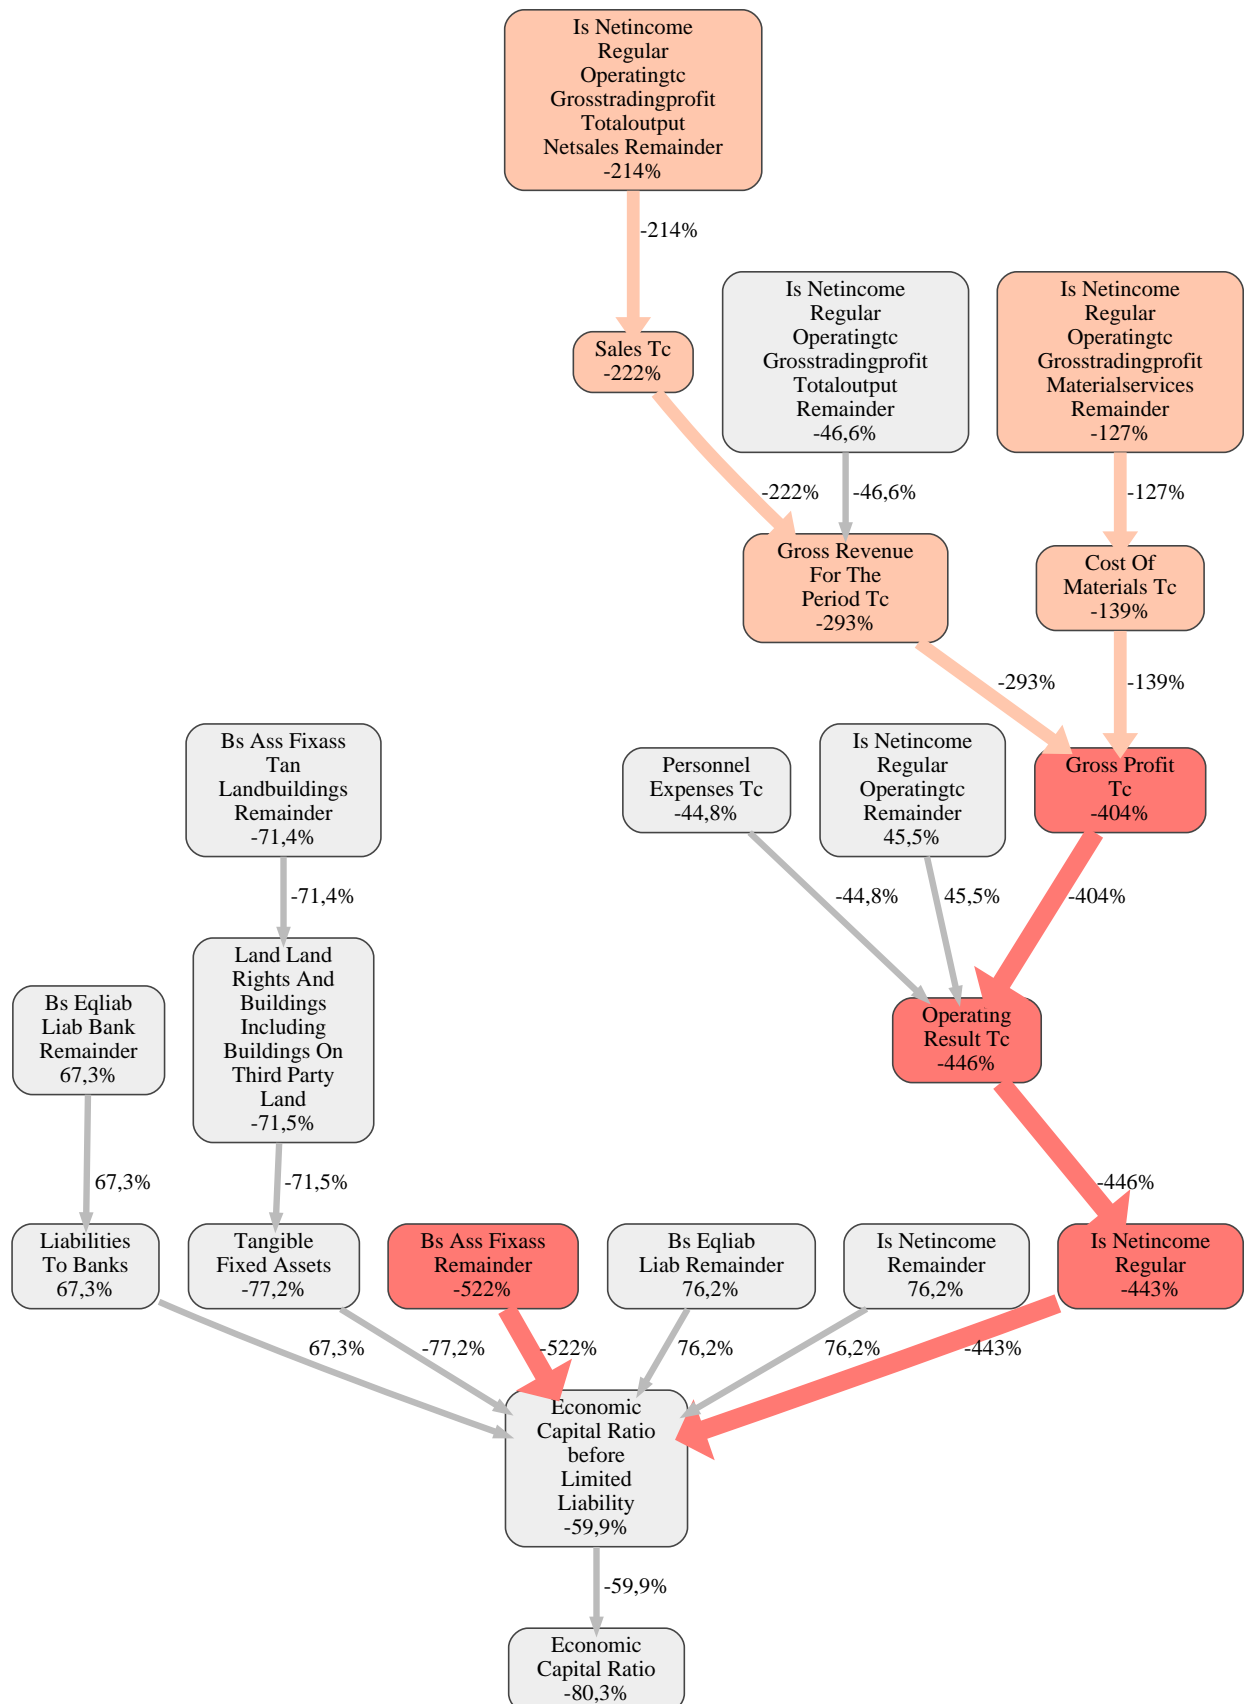 Is Netincome
Regular
Operatingtc
Grosstradingprofit
Totaloutput
Netsales Remainder
-214%
-214%
Sales Tc
-222%
Is Netincome
Regular
Operatingtc
Grosstradingprofit
Totaloutput
Remainder
-46,6%
Is Netincome
Regular
Operatingtc
Grosstradingprofit
Materialservices
Remainder
-127%
-222%
-46,6%
-127%
Gross Revenue
For The
Period Tc
-293%
Cost Of
Materials Tc
-139%
-293%
-139%
Bs Ass Fixass
Tan
Landbuildings
Remainder
-71,4%
Personnel
Expenses Tc
-44,8%
Is Netincome
Regular
Operatingtc
Remainder
45,5%
Gross Profit
Tc
-404%
-71,4%
-44,8%
45,5%
-404%
Bs Eqliab
Liab Bank
Remainder
67,3%
Land Land
Rights And
Buildings
Including
Buildings On
Third Party
Land
-71,5%
Operating
Result Tc
-446%
67,3%
-71,5%
-446%
Liabilities
To Banks
67,3%
Tangible
Fixed Assets
-77,2%
Bs Ass Fixass
Remainder
-522%
Bs Eqliab
Liab Remainder
76,2%
Is Netincome
Remainder
76,2%
Is Netincome
Regular
-443%
67,3%
-77,2%
-522%
76,2%
76,2%
-443%
Economic
Capital Ratio
before
Limited
Liability
-59,9%
-59,9%
Economic
Capital Ratio
-80,3%